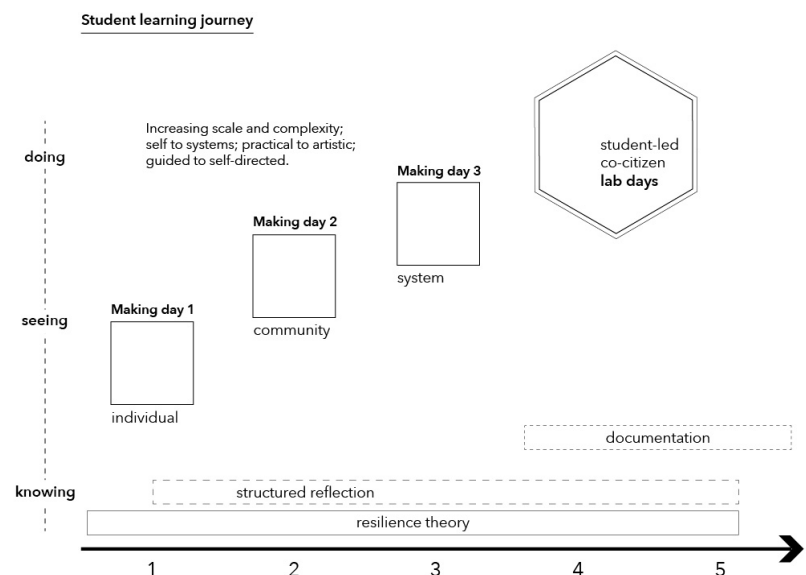 Student learning journey
Increasing scale and complexity;
self to systems; practical to artistic;
guided to self-directed.
doing
seeing
knowing
Making day 1
individual
Making day 2
community
Making day 3
system
student-led
co-citizen
lab days
documentation
structured reflection
resilience theory
1 2 3 4 5